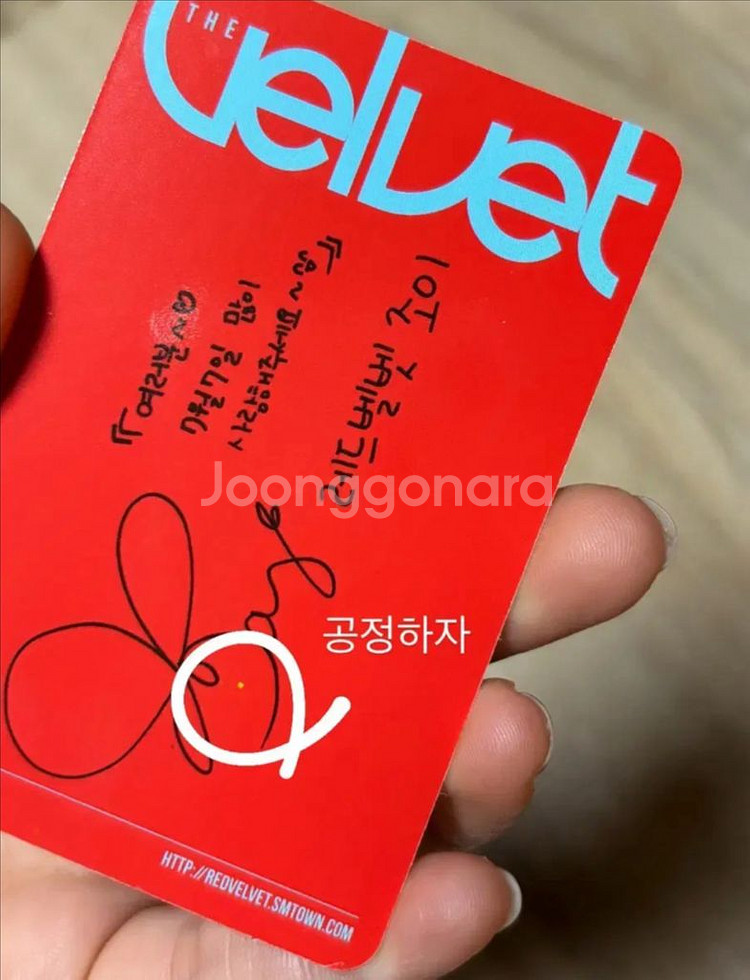 THE
velvet
레드벨벳 조이
『여러분~
7월7일 많이
사랑해주세요~
Joonggonara
공정하자
HTTP://REDVELVET.SMTOWN.COM